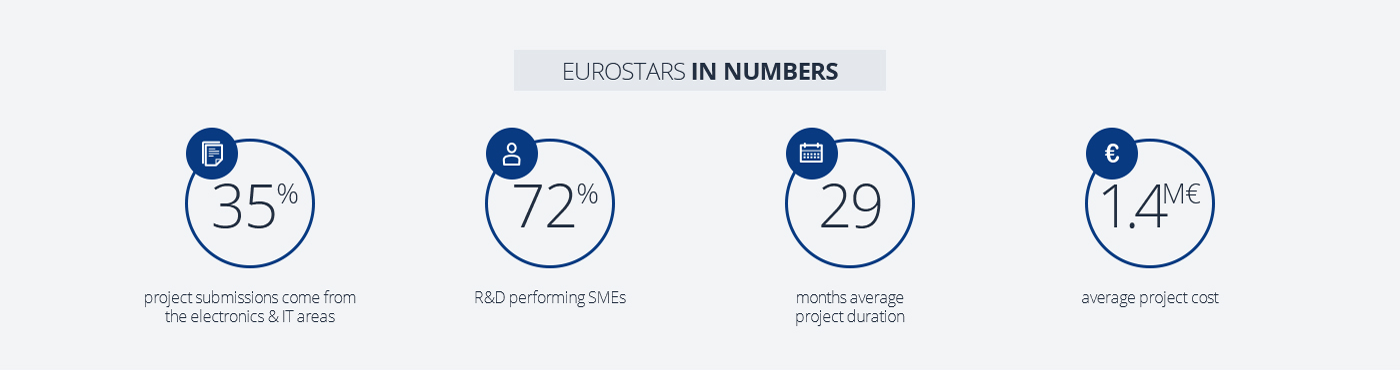 EUROSTARS IN NUMBERS
35%
project submissions come from
the electronics & IT areas
72%
R&D performing SMEs
29
months average
project duration
€
1.4M€
average project cost